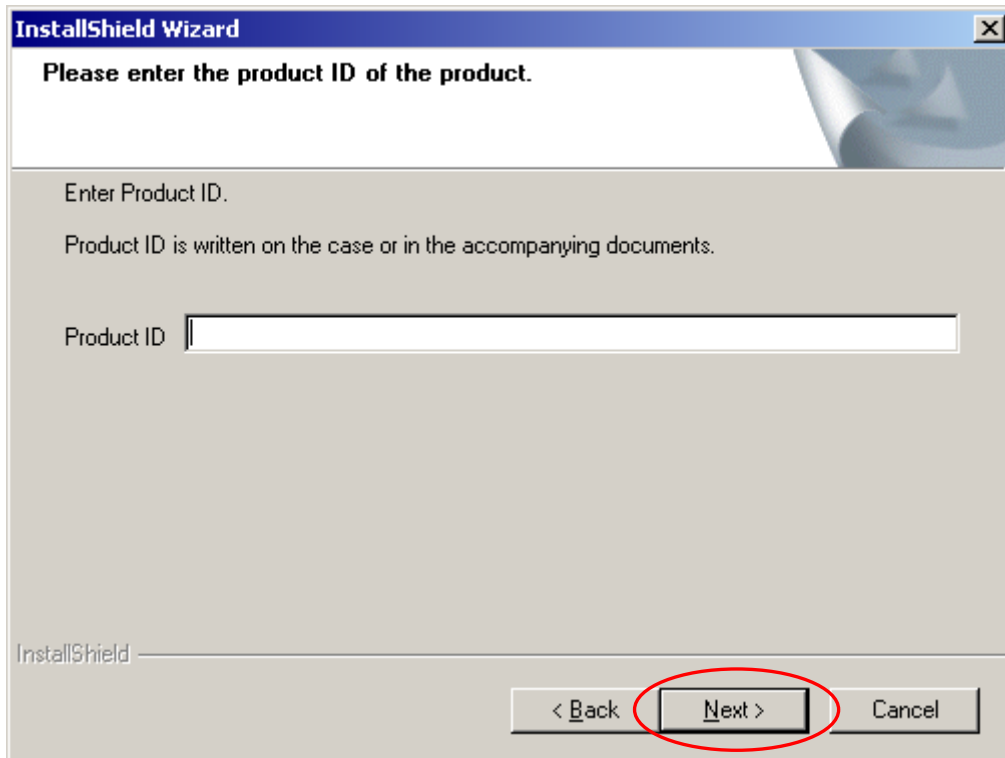 InstallShield Wizard
Please enter the product ID of the product.
Enter Product ID.
Product ID is written on the case or in the accompanying documents.
Product ID
InstallShield
< Back Next > Cancel